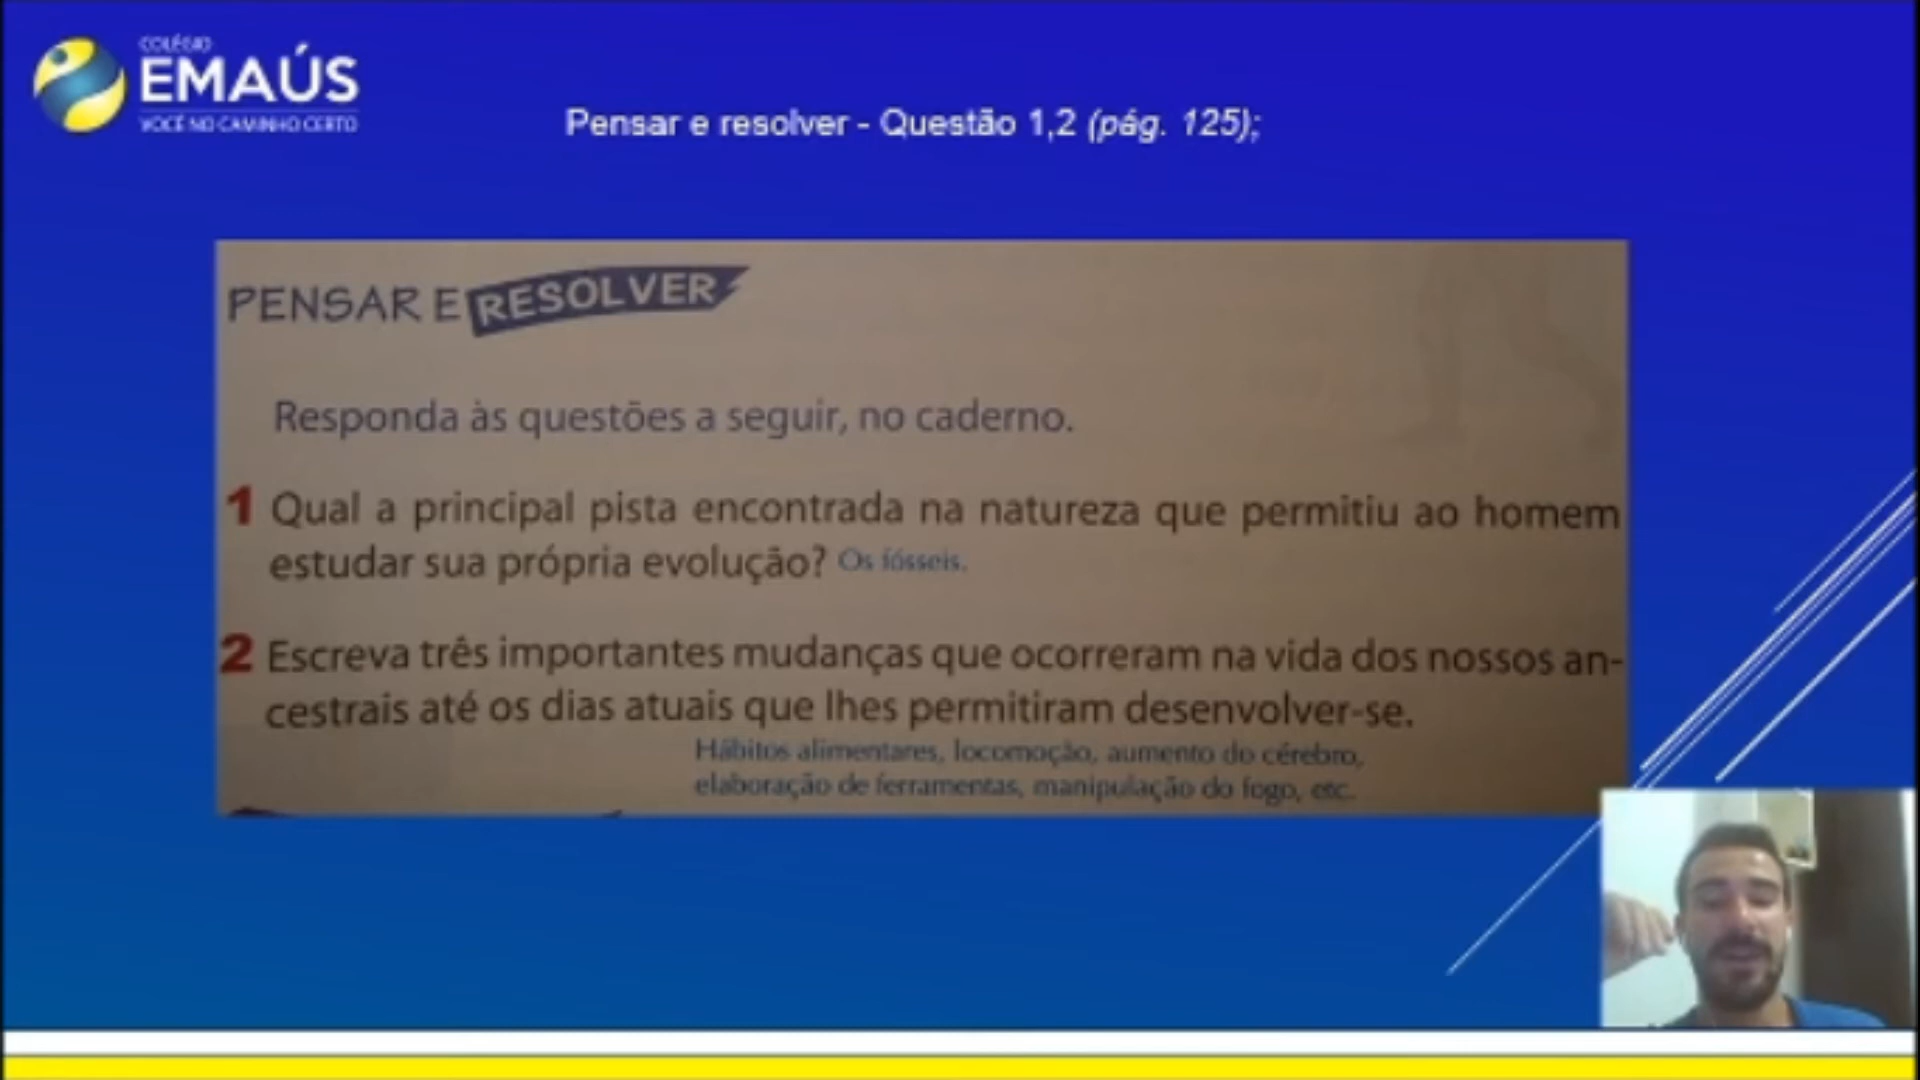 COLÉGIO
EMAÚS
VOCÊ NO CAMINHO CERTO
Pensar e resolver - Questão 1,2 (pág. 125);
PENSAR E RESOLVER
Responda às questões a seguir, no caderno.
1 Qual a principal pista encontrada na natureza que permitiu ao homem
estudar sua própria evolução? Os fósseis.
2 Escreva três importantes mudanças que ocorreram na vida dos nossos an-
cestrais até os dias atuais que lhes permitiram desenvolver-se.
Hábitos alimentares, locomoção, aumento do cérebro,
elaboração de ferramentas, manipulação do fogo, etc.